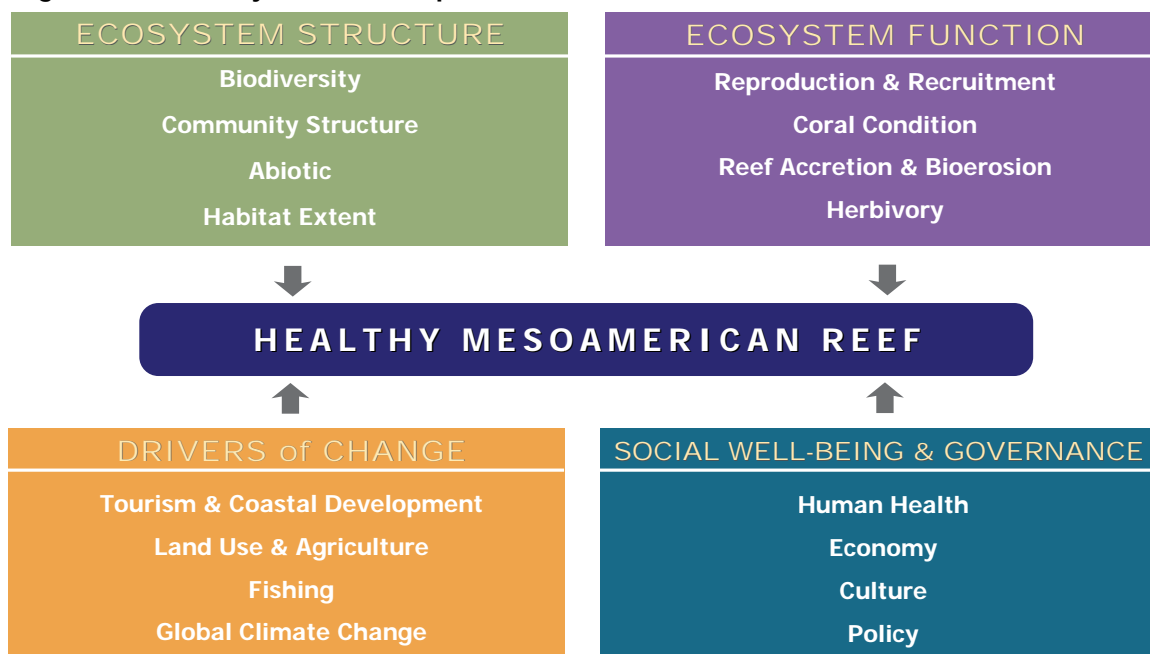 ECOSYSTEM STRUCTURE
Biodiversity
Community Structure
Abiotic
Habitat Extent
ECOSYSTEM FUNCTION
Reproduction & Recruitment
Coral Condition
Reef Accretion & Bioerosion
Herbivory
HEALTHY MESOAMERICAN REEF
DRIVERS of CHANGE
Tourism & Coastal Development
Land Use & Agriculture
Fishing
Global Climate Change
SOCIAL WELL-BEING & GOVERNANCE
Human Health
Economy
Culture
Policy